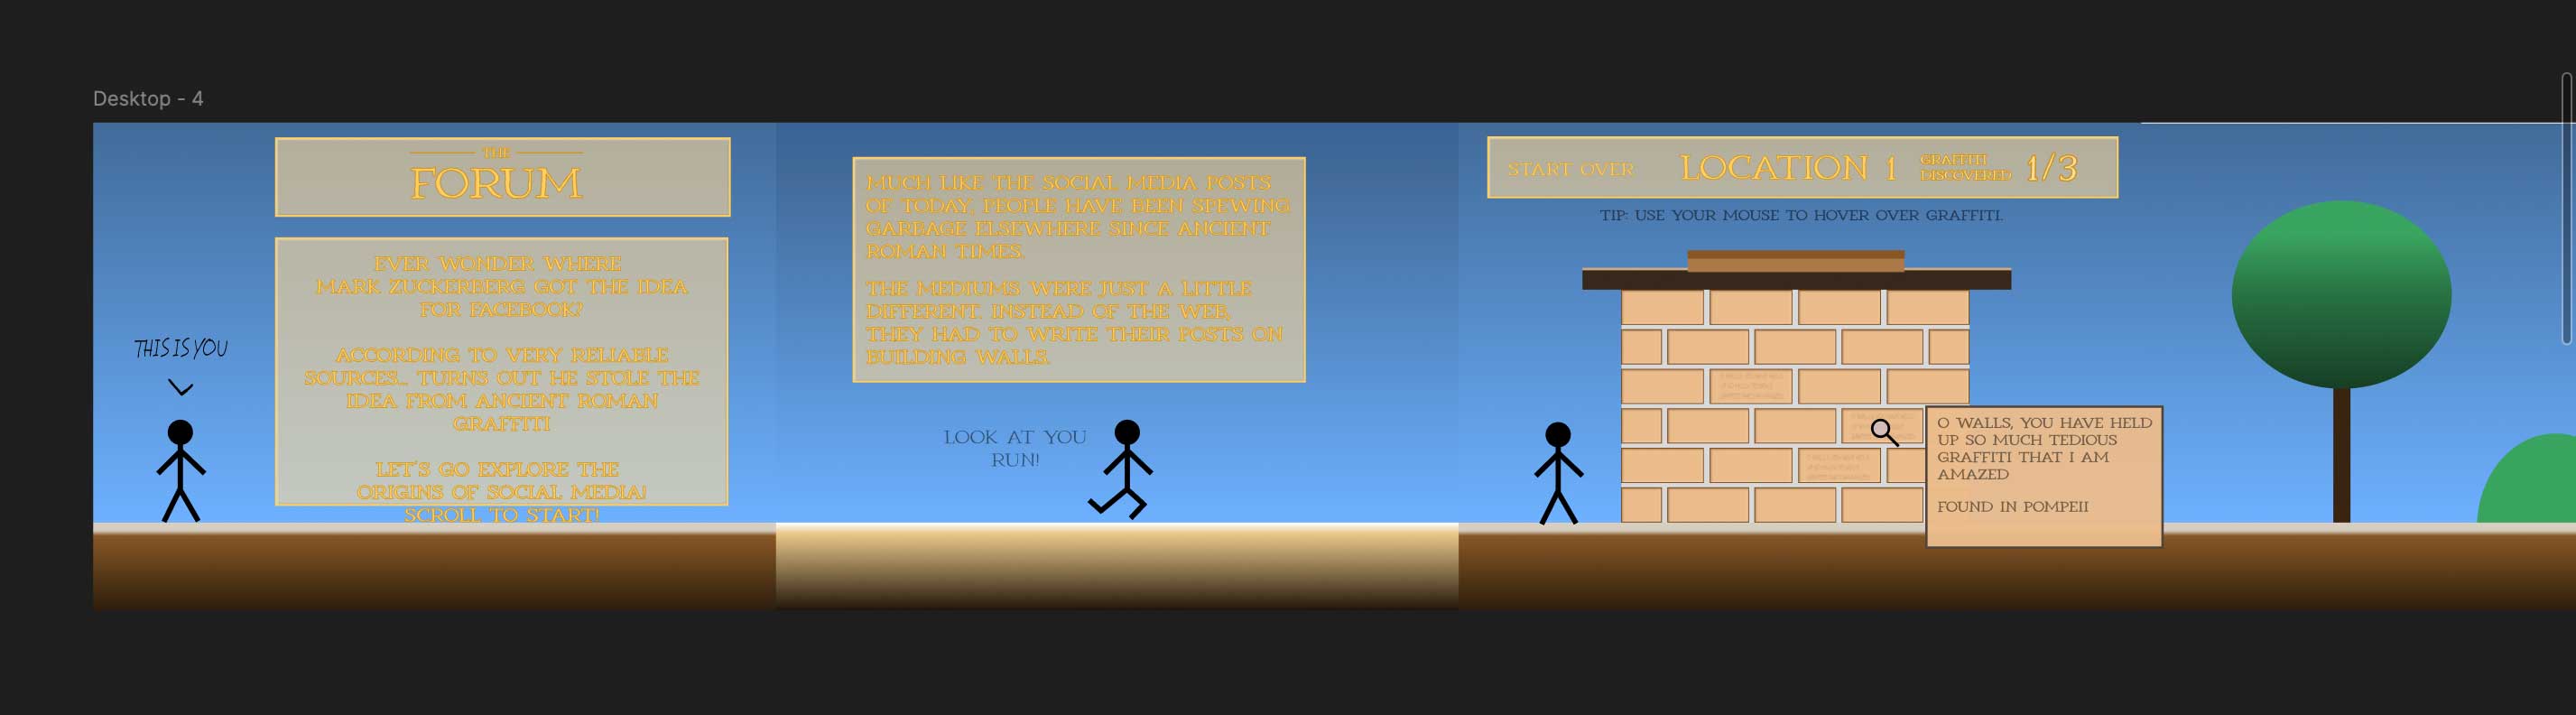 Desktop - 4
THE
FORUM
EVER WONDER WHERE
MARK ZUCKERBERG GOT THE IDEA
FOR FACEBOOK?
ACCORDING TO VERY RELIABLE
SOURCES... TURNS OUT HE STOLE THE
IDEA FROM ANCIENT ROMAN
GRAFFITI
LET'S GO EXPLORE THE
ORIGINS OF SOCIAL MEDIA!
SCROLL TO START!
THIS IS YOU
MUCH LIKE THE SOCIAL MEDIA POSTS
OF TODAY, PEOPLE HAVE BEEN SPEWING
GARBAGE ELSEWHERE SINCE ANCIENT
ROMAN TIMES.
THE MEDIUMS WERE JUST A LITTLE
DIFFERENT. INSTEAD OF THE WEB,
THEY HAD TO WRITE THEIR POSTS ON
BUILDING WALLS.
LOOK AT YOU
RUN!
START OVER
LOCATION 1
GRAFFITI
DISCOVERED
1/3
TIP: USE YOUR MOUSE TO HOVER OVER GRAFFITI.
O WALLS, YOU HAVE HELD
UP SO MUCH TEDIOUS
GRAFFITI THAT I AM
AMAZED
FOUND IN POMPEII